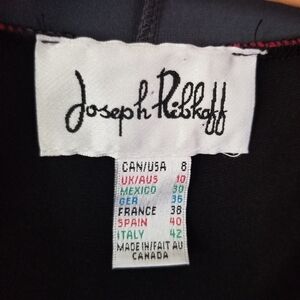 Joseph Ribkoff
CAN/USA 8
UK/AUS 10
MEXICO 30
GER 36
FRANCE 38
SPAIN 40
ITALY 42
MADE IN/FAIT AU
CANADA